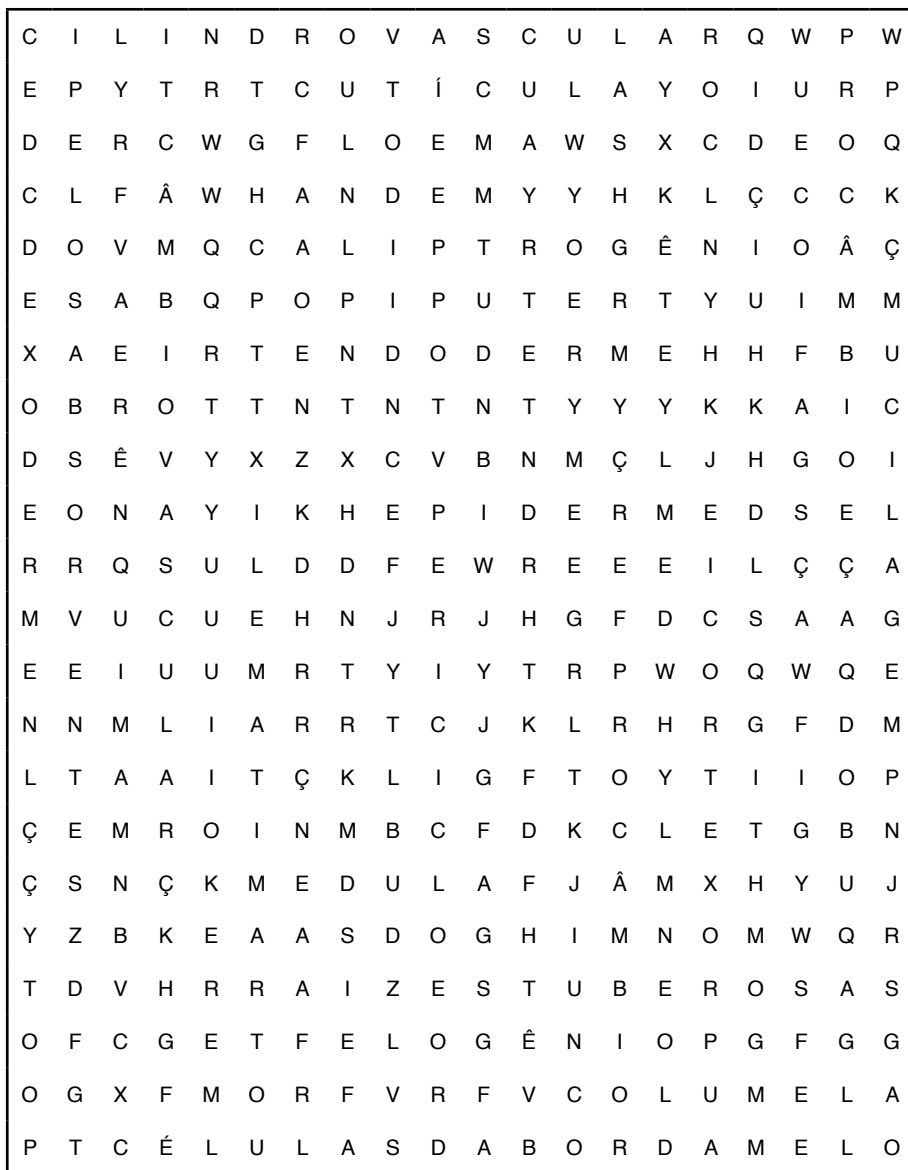 C I L I N D R O V A S C U L A R Q W P W
E P Y T R T C U T Í C U L A Y O I U R P
D E R C W G F L O E M A W S X C D E O Q
C L F Â W H A N D E M Y Y H K L Ç C C K
D O V M Q C A L I P T R O G Ê N I O Â Ç
E S A B Q P O P I P U T E R T Y U I M M
X A E I R T E N D O D E R M E H H F B U
O B R O T T N T N T N T Y Y Y K K A I C
D S Ê V Y X Z X C V B N M Ç L J H G O I
E O N A Y I K H E P I D E R M E D S E L
R R Q S U L D D F E W R E E E I L Ç Ç A
M V U C U E H N J R J H G F D C S A A G
E E I U U M R T Y I Y T R P W O Q W Q E
N N M L I A R R T C J K L R H R G F D M
L T A A I T Ç K L I G F T O Y T I I O P
Ç E M R O I N M B C F D K C L E T G B N
Ç S N Ç K M E D U L A F J Â M X H Y U J
Y Z B K E A A S D O G H I M N O M W Q R
T D V H R R A I Z E S T U B E R O S A S
O F C G E T F E L O G Ê N I O P G F G G
O G X F M O R F V R F V C O L U M E L A
P T C É L U L A S D A B O R D A M E L O